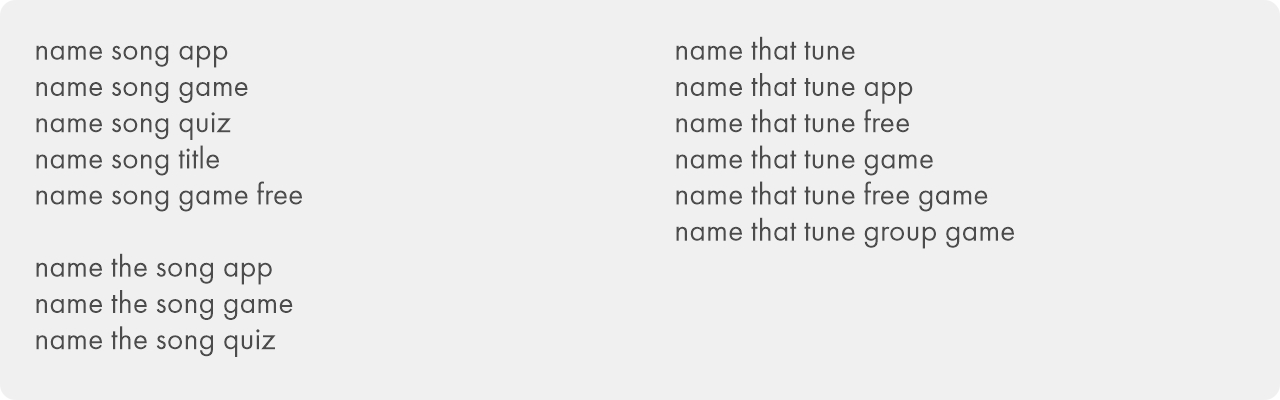 name song app
name song game
name song quiz
name song title
name song game free
name the song app
name the song game
name the song quiz
name that tune
name that tune app
name that tune free
name that tune game
name that tune free game
name that tune group game